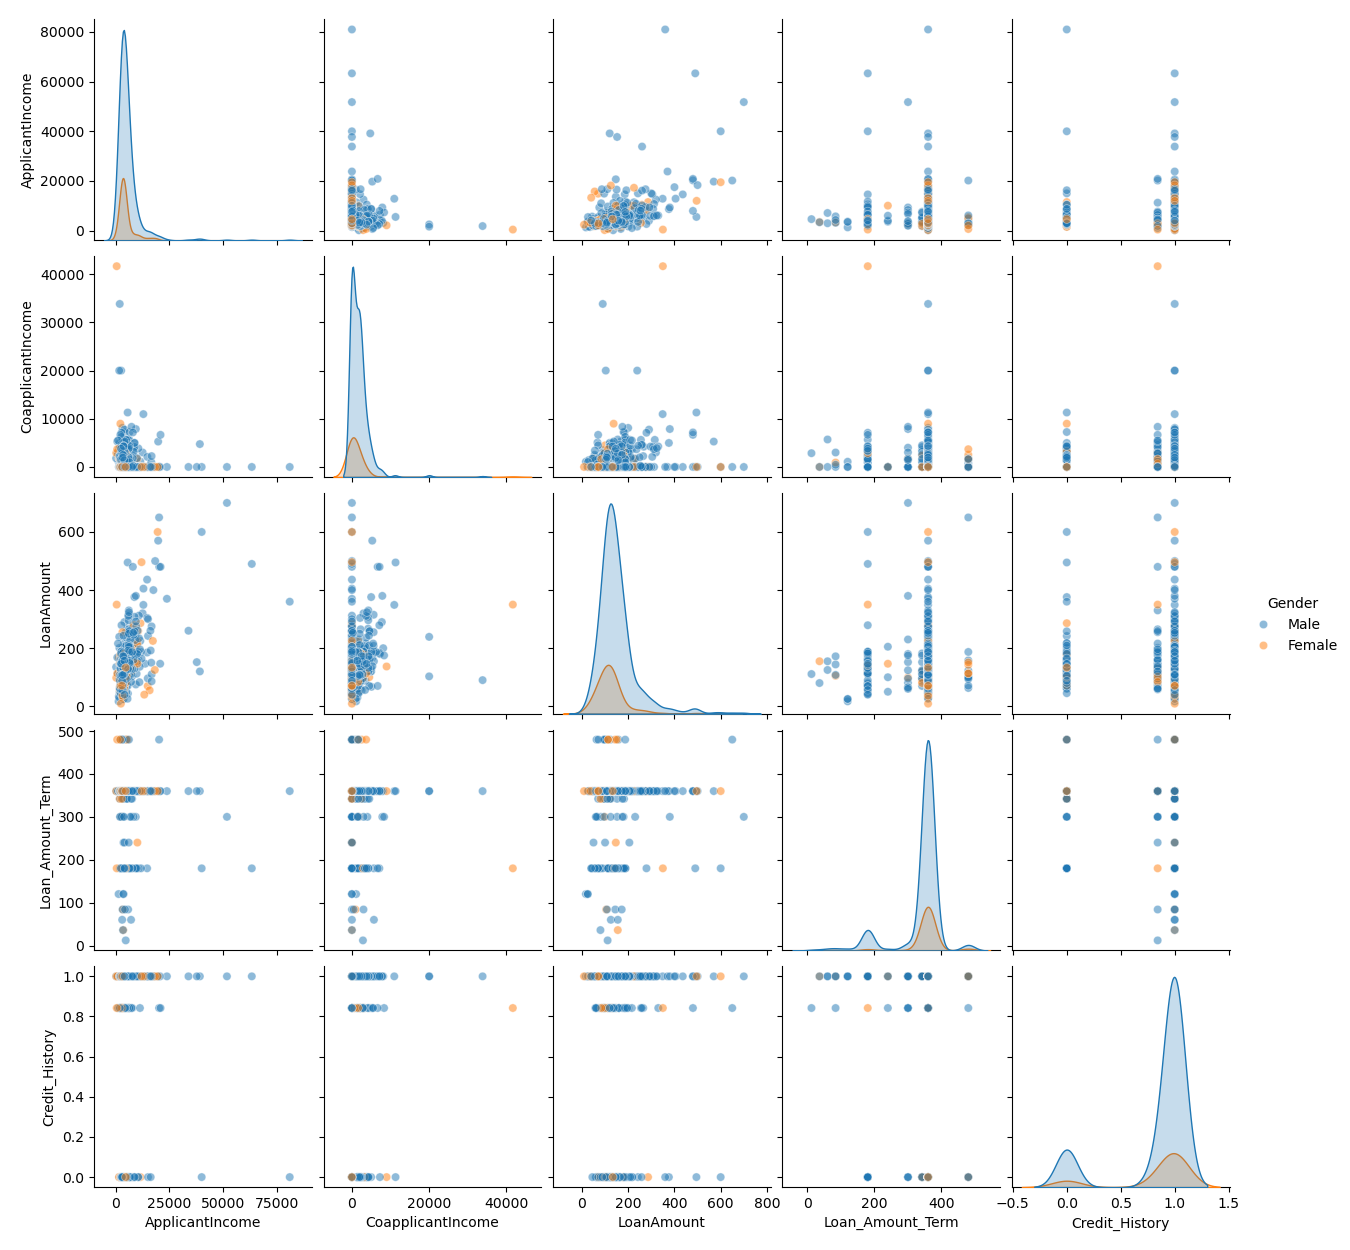 80000
60000
40000
20000
0
ApplicantIncome
40000
30000
20000
10000
0
CoapplicantIncome
600
400
200
0
LoanAmount
Gender
Male
Female
500
400
300
200
100
0
Loan_Amount_Term
1.0
0.8
0.6
0.4
0.2
0.0
Credit_History
0 25000 50000 75000
ApplicantIncome
0 20000 40000
CoapplicantIncome
0 200 400 600 800
LoanAmount
0 200 400
Loan_Amount_Term
−0.5 0.0 0.5 1.0 1.5
Credit_History